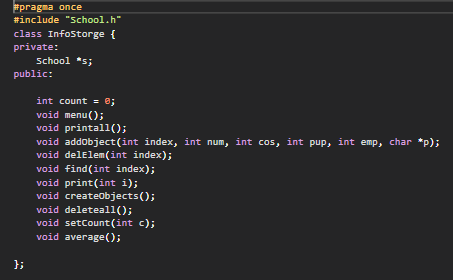 #pragma once
#include "School.h"
class InfoStorge {
private:
    School *s;
public:

    int count = 0;
    void menu();
    void printall();
    void addObject(int index, int num, int cos, int pup, int emp, char *p);
    void delElem(int index);
    void find(int index);
    void print(int i);
    void createObjects();
    void deleteall();
    void setCount(int c);
    void average();

};